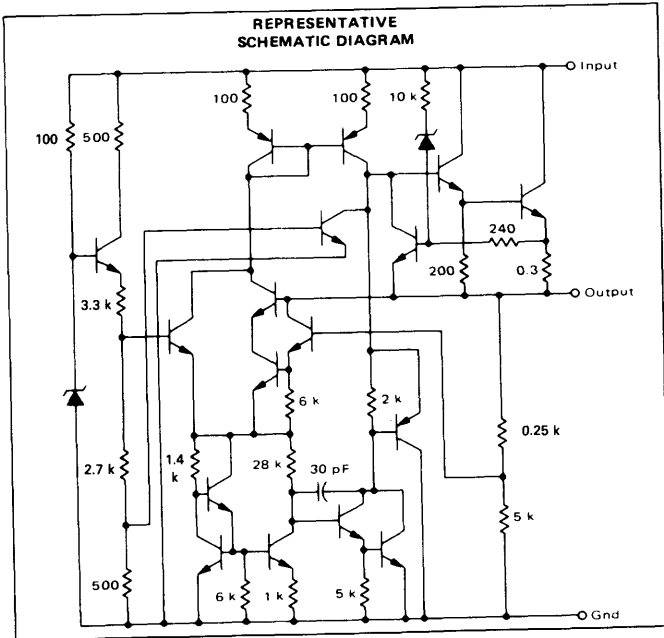 REPRESENTATIVE
SCHEMATIC DIAGRAM
Input
100
100
10 k
100
500
240
200
0.3
3.3 k
Output
6 k
2 k
0.25 k
2.7 k
1.4
k
28 k
30 pF
5 k
500
6 k
1 k
5 k
Gnd